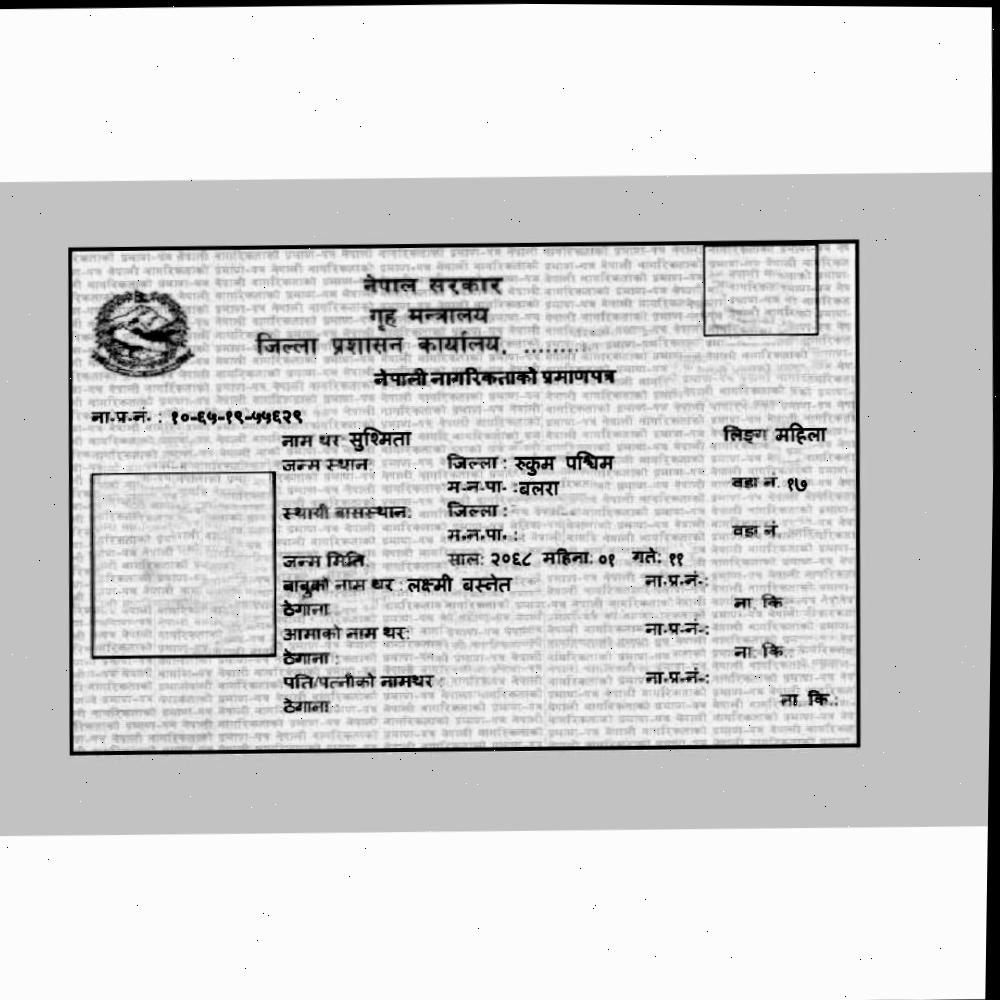 नेपाल सरकार
गृह मन्त्रालय
जिल्ला प्रशासन कार्यालय, ..........
नेपाली नागरिकताको प्रमाणपत्र
ना.प्र.नं. : १०-६५-१९-५५६२९
नाम थर सुश्मिता लिङ्ग महिला
जन्म स्थान जिल्ला : रुकुम पश्चिम
म.न.पा. :बलरा वडा नं. १७
स्थायी बासस्थान: जिल्ला :
म.न.पा. : वडा नं.
जन्म मिति: साल: २०६८ महिना: ०१ गते: ११
बाबुको नाम थर : लक्ष्मी बस्नेत ना.प्र.नं.:
ठेगाना : ना. कि.
आमाको नाम थर: ना.प्र.नं.:
ठेगाना : ना. कि.:
पति/पत्नीको नामथर : ना.प्र.नं.:
ठेगाना : ना. कि.: